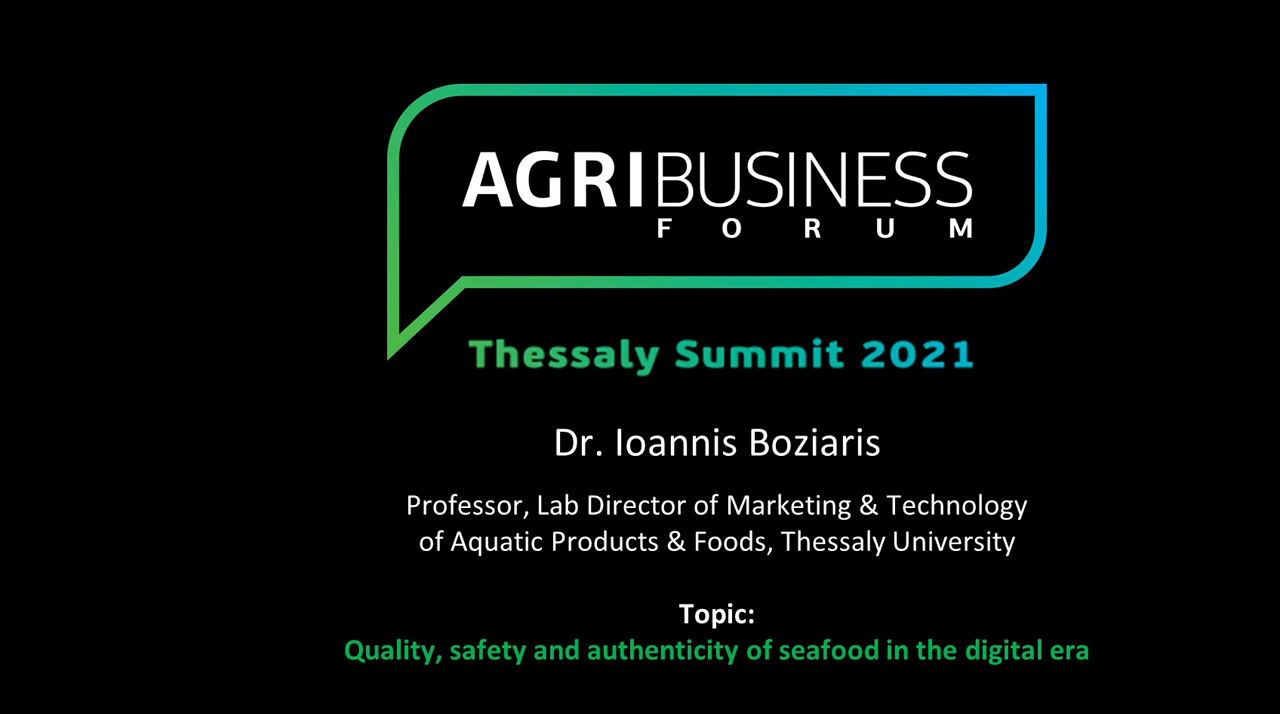 AGRIBUSINESS
FORUM
Thessaly Summit 2021
Dr. Ioannis Boziaris
Professor, Lab Director of Marketing & Technology
of Aquatic Products & Foods, Thessaly University
Topic:
Quality, safety and authenticity of seafood in the digital era